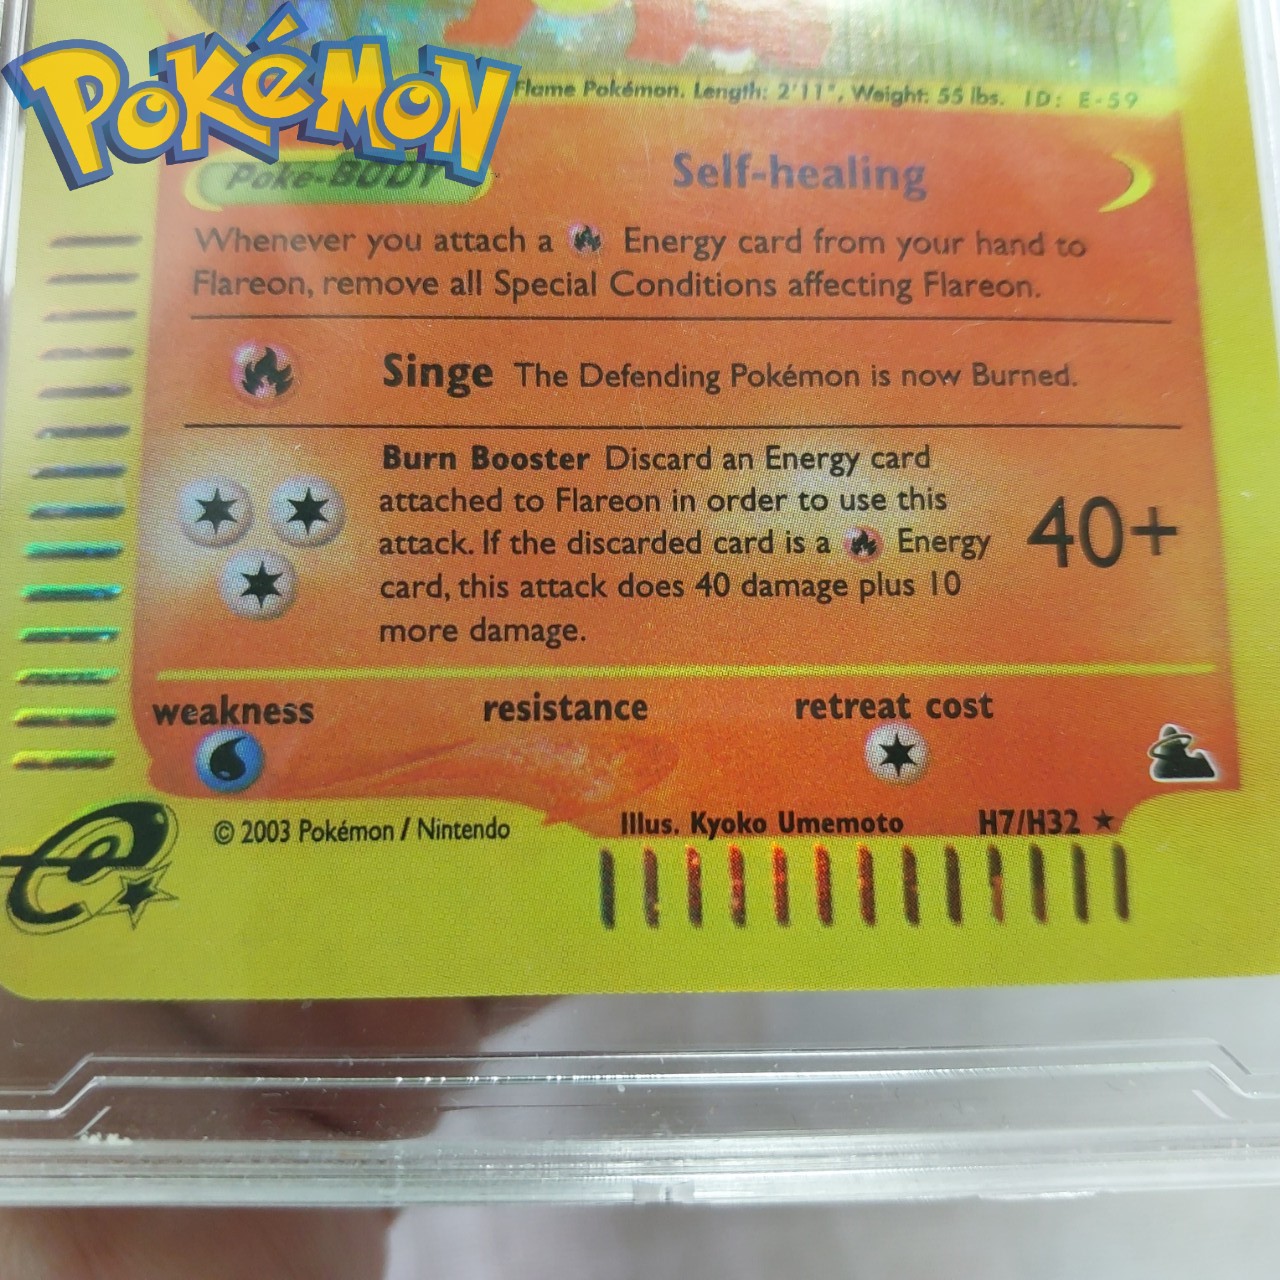 POKéMON
Flame Pokémon. Length: 2'11", Weight: 55 lbs. ID: E-59
Poké-BODY
Self-healing
Whenever you attach a Energy card from your hand to
Flareon, remove all Special Conditions affecting Flareon.
Singe The Defending Pokémon is now Burned.
Burn Booster Discard an Energy card
attached to Flareon in order to use this
attack. If the discarded card is a Energy
card, this attack does 40 damage plus 10
more damage.
40+
weakness resistance retreat cost
© 2003 Pokémon / Nintendo
Illus. Kyoko Umemoto H7/H32 ★
e